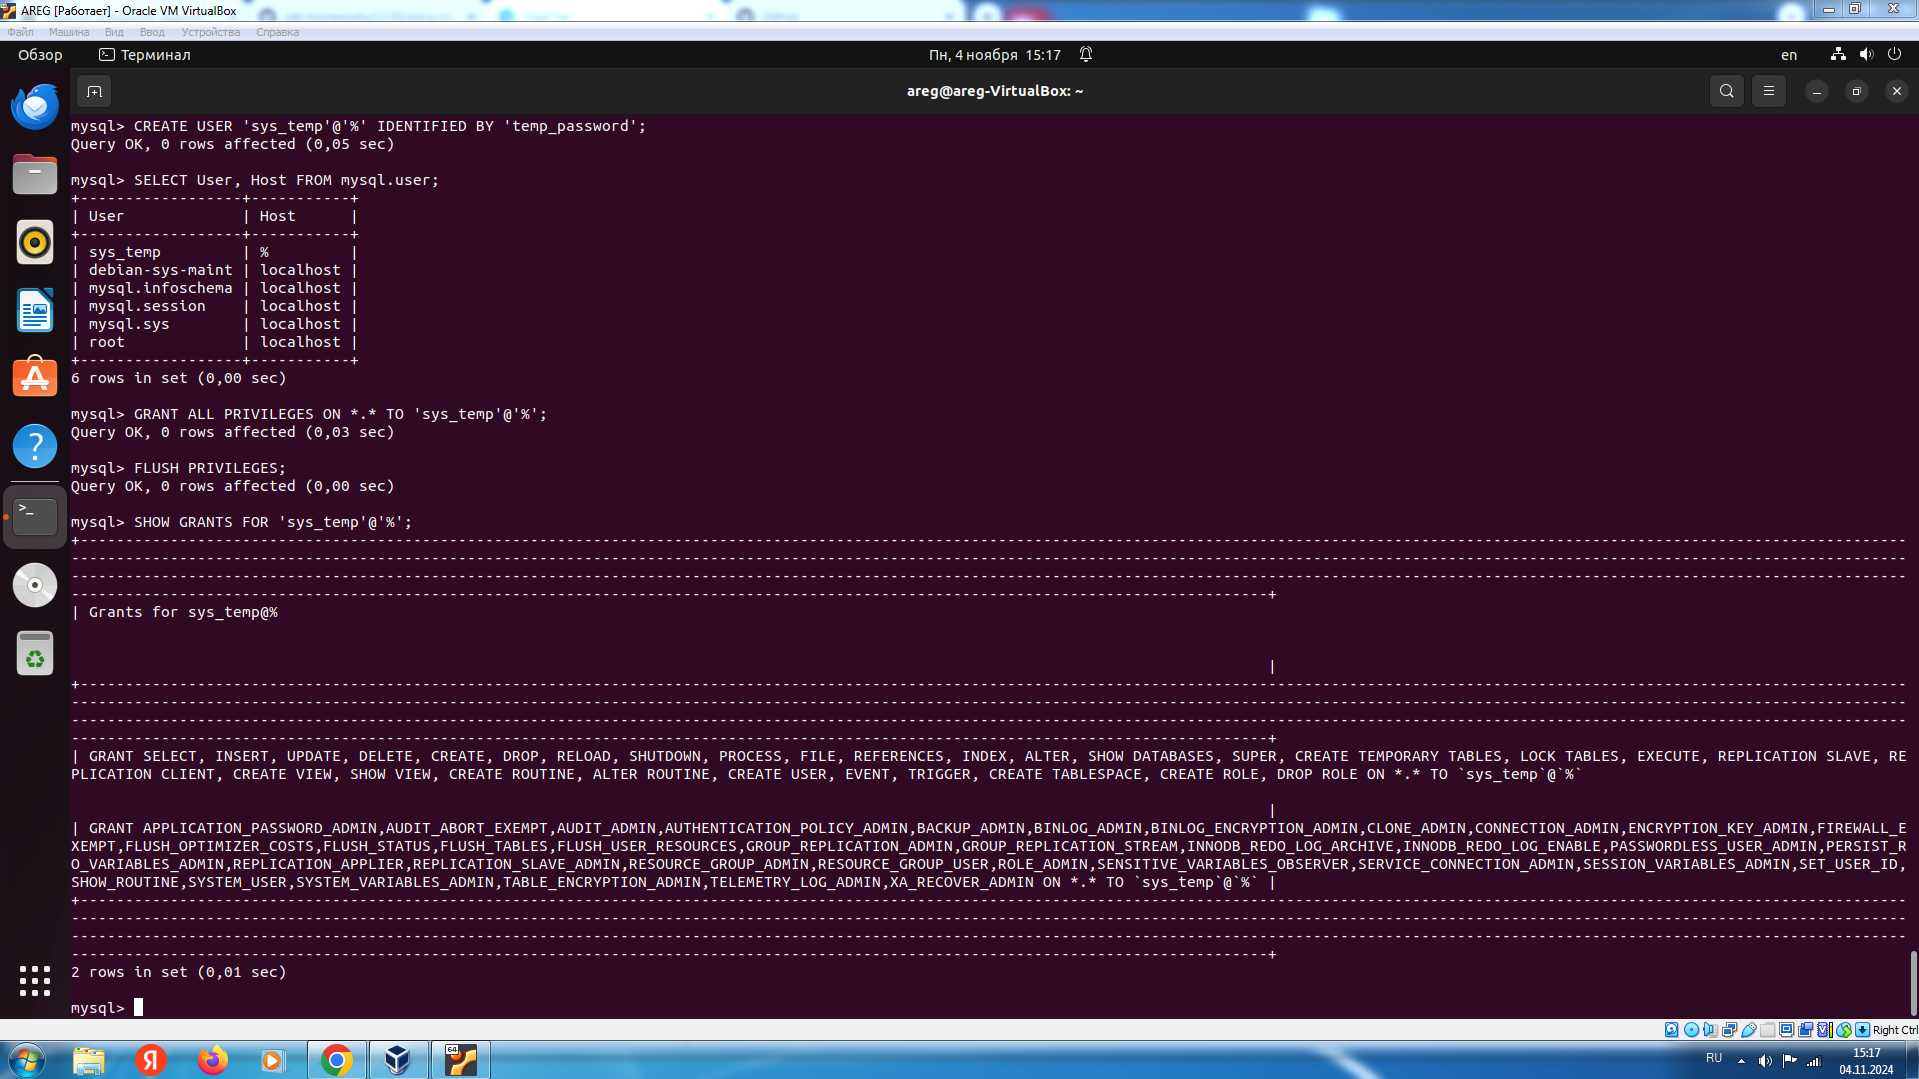 AREG [Работает] - Oracle VM VirtualBox
Файл Машина Вид Ввод Устройства Справка
Обзор Терминал Пн, 4 ноября 15:17 en
areg@areg-VirtualBox: ~
mysql> CREATE USER 'sys_temp'@'%' IDENTIFIED BY 'temp_password';
Query OK, 0 rows affected (0,05 sec)
mysql> SELECT User, Host FROM mysql.user;
+------------------+-----------+
| User             | Host      |
+------------------+-----------+
| sys_temp         | %         |
| debian-sys-maint | localhost |
| mysql.infoschema | localhost |
| mysql.session    | localhost |
| mysql.sys        | localhost |
| root             | localhost |
+------------------+-----------+
6 rows in set (0,00 sec)
mysql> GRANT ALL PRIVILEGES ON *.* TO 'sys_temp'@'%';
Query OK, 0 rows affected (0,03 sec)
mysql> FLUSH PRIVILEGES;
Query OK, 0 rows affected (0,00 sec)
mysql> SHOW GRANTS FOR 'sys_temp'@'%';
| Grants for sys_temp@%
|
| GRANT SELECT, INSERT, UPDATE, DELETE, CREATE, DROP, RELOAD, SHUTDOWN, PROCESS, FILE, REFERENCES, INDEX, ALTER, SHOW DATABASES, SUPER, CREATE TEMPORARY TABLES, LOCK TABLES, EXECUTE, REPLICATION SLAVE, RE
PLICATION CLIENT, CREATE VIEW, SHOW VIEW, CREATE ROUTINE, ALTER ROUTINE, CREATE USER, EVENT, TRIGGER, CREATE TABLESPACE, CREATE ROLE, DROP ROLE ON *.* TO `sys_temp`@`%`
|
| GRANT APPLICATION_PASSWORD_ADMIN,AUDIT_ABORT_EXEMPT,AUDIT_ADMIN,AUTHENTICATION_POLICY_ADMIN,BACKUP_ADMIN,BINLOG_ADMIN,BINLOG_ENCRYPTION_ADMIN,CLONE_ADMIN,CONNECTION_ADMIN,ENCRYPTION_KEY_ADMIN,FIREWALL_E
XEMPT,FLUSH_OPTIMIZER_COSTS,FLUSH_STATUS,FLUSH_TABLES,FLUSH_USER_RESOURCES,GROUP_REPLICATION_ADMIN,GROUP_REPLICATION_STREAM,INNODB_REDO_LOG_ARCHIVE,INNODB_REDO_LOG_ENABLE,PASSWORDLESS_USER_ADMIN,PERSIST_R
O_VARIABLES_ADMIN,REPLICATION_APPLIER,REPLICATION_SLAVE_ADMIN,RESOURCE_GROUP_ADMIN,RESOURCE_GROUP_USER,ROLE_ADMIN,SENSITIVE_VARIABLES_OBSERVER,SERVICE_CONNECTION_ADMIN,SESSION_VARIABLES_ADMIN,SET_USER_ID,
SHOW_ROUTINE,SYSTEM_USER,SYSTEM_VARIABLES_ADMIN,TABLE_ENCRYPTION_ADMIN,TELEMETRY_LOG_ADMIN,XA_RECOVER_ADMIN ON *.* TO `sys_temp`@`%` |
2 rows in set (0,01 sec)
mysql>
Right Ctrl
64
RU
15:17
04.11.2024